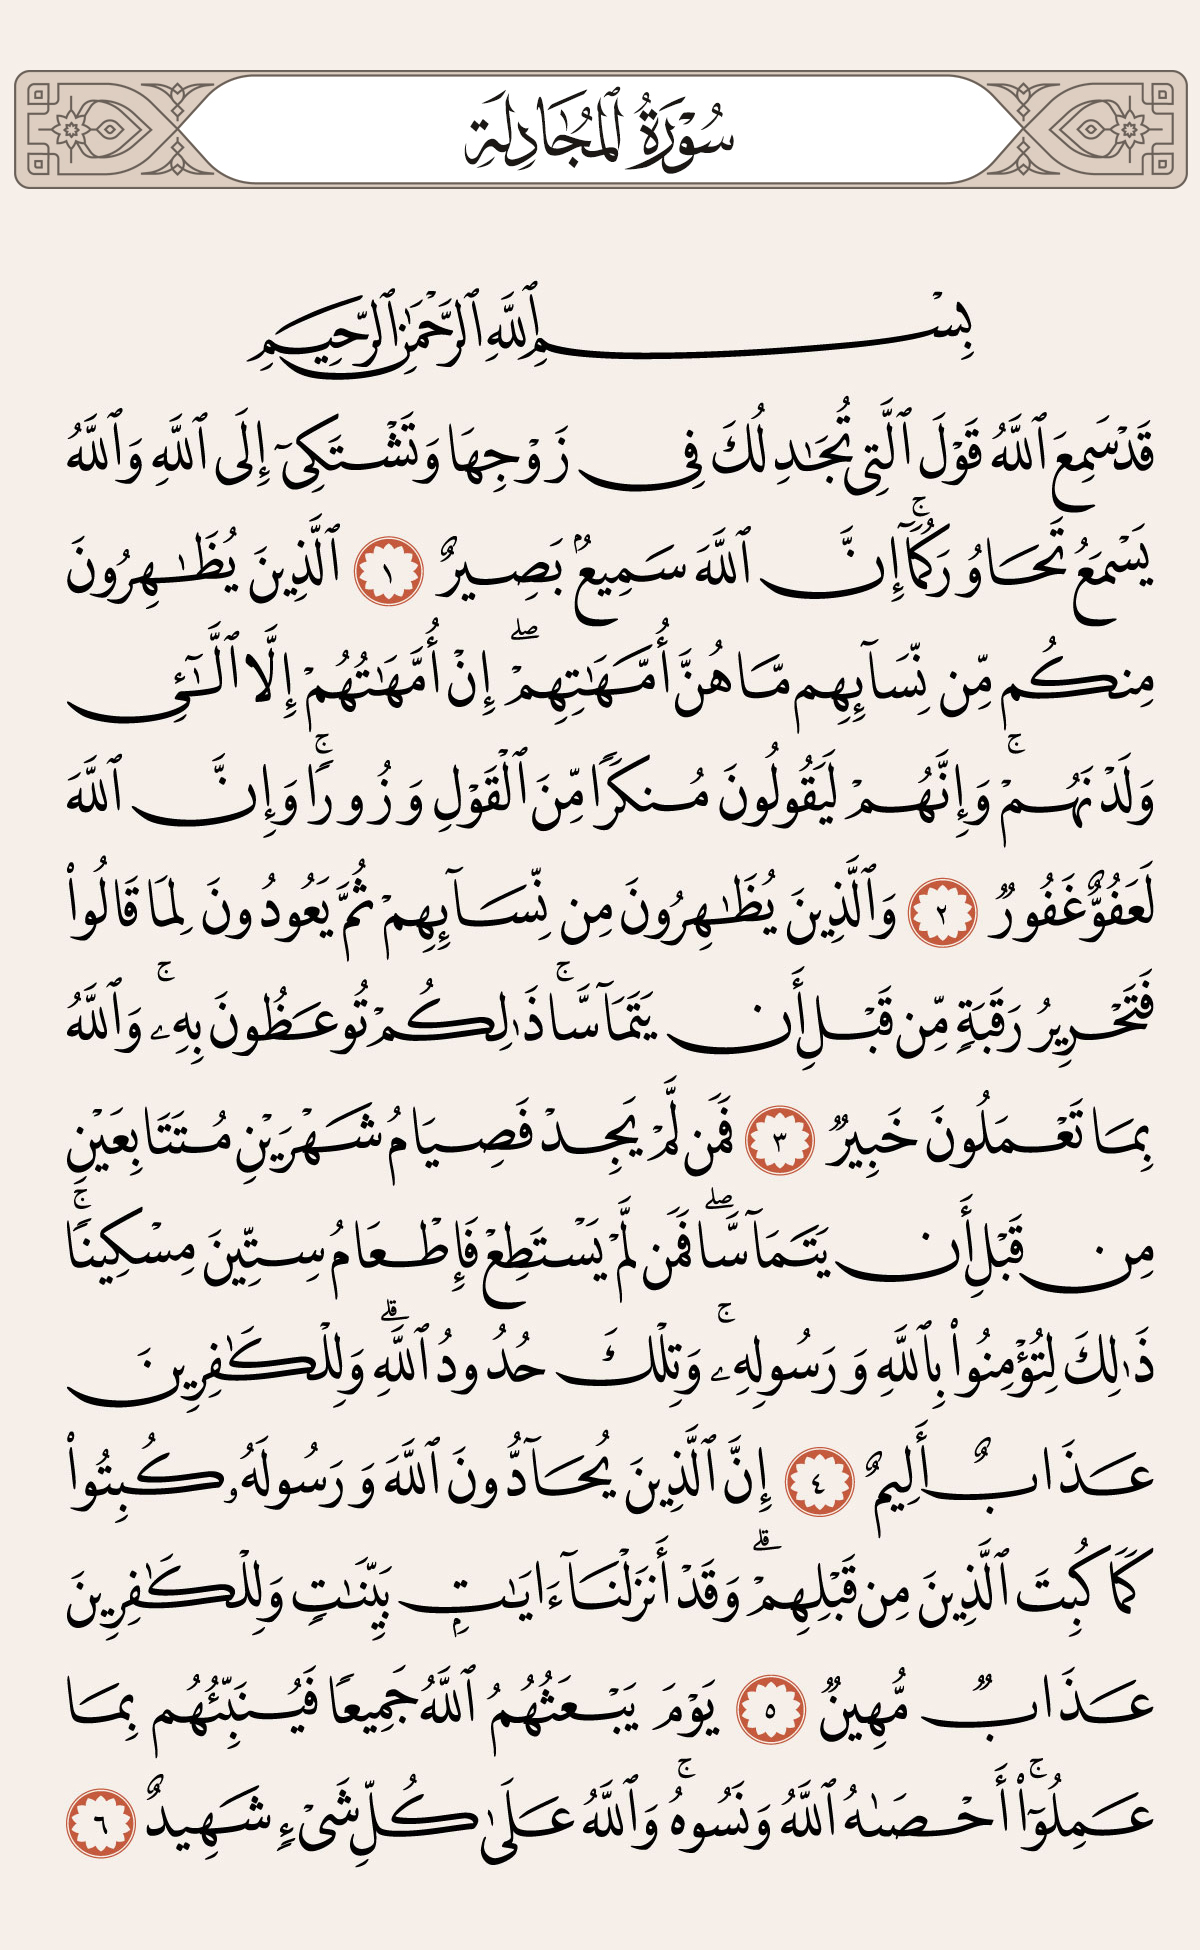 سُورَةُ ٱلْمُجَادِلَةِ
بِسْمِ ٱللَّهِ ٱلرَّحْمَٰنِ ٱلرَّحِيمِ
قَدْ سَمِعَ ٱللَّهُ قَوْلَ ٱلَّتِى تُجَٰدِلُكَ فِى زَوْجِهَا وَتَشْتَكِىٓ إِلَى ٱللَّهِ وَٱللَّهُ
يَسْمَعُ تَحَاوُرَكُمَآ ۚ إِنَّ ٱللَّهَ سَمِيعٌۢ بَصِيرٌ ١ ٱلَّذِينَ يُظَٰهِرُونَ
مِنكُم مِّن نِّسَآئِهِم مَّا هُنَّ أُمَّهَٰتِهِمْ ۖ إِنْ أُمَّهَٰتُهُمْ إِلَّا ٱلَّٰٓـِٔى
وَلَدْنَهُمْ ۚ وَإِنَّهُمْ لَيَقُولُونَ مُنكَرًا مِّنَ ٱلْقَوْلِ وَزُورًا ۚ وَإِنَّ ٱللَّهَ
لَعَفُوٌّ غَفُورٌ ٢ وَٱلَّذِينَ يُظَٰهِرُونَ مِن نِّسَآئِهِمْ ثُمَّ يَعُودُونَ لِمَا قَالُوا۟
فَتَحْرِيرُ رَقَبَةٍ مِّن قَبْلِ أَن يَتَمَآسَّا ۚ ذَٰلِكُمْ تُوعَظُونَ بِهِۦ ۚ وَٱللَّهُ
بِمَا تَعْمَلُونَ خَبِيرٌ ٣ فَمَن لَّمْ يَجِدْ فَصِيَامُ شَهْرَيْنِ مُتَتَابِعَيْنِ
مِن قَبْلِ أَن يَتَمَآسَّا ۖ فَمَن لَّمْ يَسْتَطِعْ فَإِطْعَامُ سِتِّينَ مِسْكِينًا ۚ
ذَٰلِكَ لِتُؤْمِنُوا۟ بِٱللَّهِ وَرَسُولِهِۦ ۚ وَتِلْكَ حُدُودُ ٱللَّهِ ۗ وَلِلْكَٰفِرِينَ
عَذَابٌ أَلِيمٌ ٤ إِنَّ ٱلَّذِينَ يُحَآدُّونَ ٱللَّهَ وَرَسُولَهُۥ كُبِتُوا۟
كَمَا كُبِتَ ٱلَّذِينَ مِن قَبْلِهِمْ ۗ وَقَدْ أَنزَلْنَآ ءَايَٰتٍۭ بَيِّنَٰتٍ وَلِلْكَٰفِرِينَ
عَذَابٌ مُّهِينٌ ٥ يَوْمَ يَبْعَثُهُمُ ٱللَّهُ جَمِيعًا فَيُنَبِّئُهُم بِمَا
عَمِلُوٓا۟ ۚ أَحْصَىٰهُ ٱللَّهُ وَنَسُوهُ ۚ وَٱللَّهُ عَلَىٰ كُلِّ شَىْءٍ شَهِيدٌ ٦